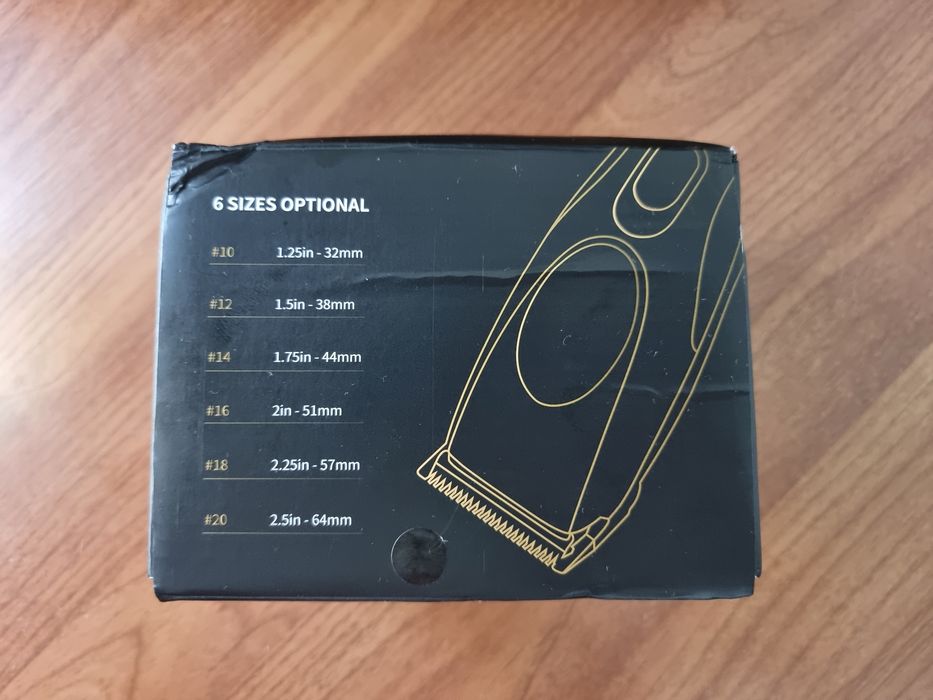 6 SIZES OPTIONAL
#10 1.25in - 32mm
#12 1.5in - 38mm
#14 1.75in - 44mm
#16 2in - 51mm
#18 2.25in - 57mm
#20 2.5in - 64mm